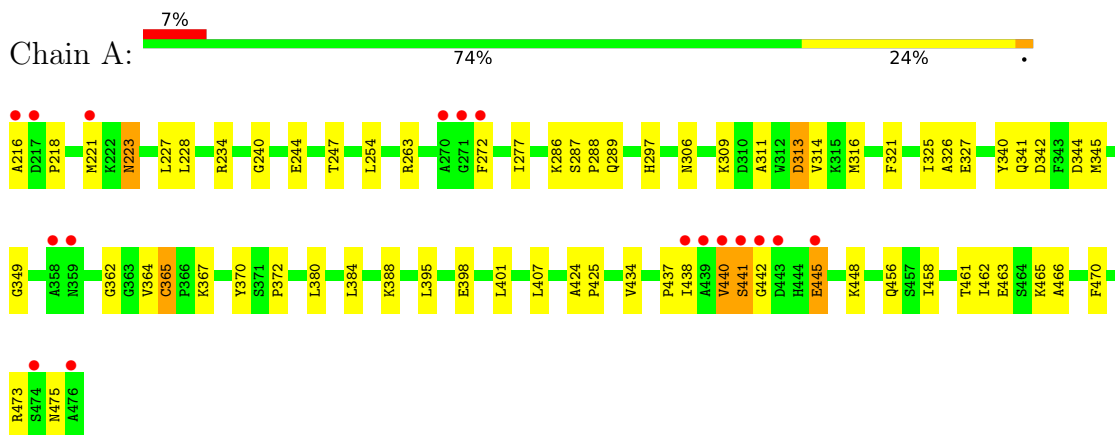 7%
Chain A:
74% 24% •
A216 D217 P218 M221 K222 N223 L227 L228 R234 G240 E244 T247 L254 R263 A270 G271 F272 I277 K286 S287 P288 Q289 H297 N306 K309 D310 A311 W312 D313 V314 K315 M316 F321 I325 A326 E327 Y340 Q341 D342 F343 D344 M345
G349 A358 N359 G362 G363 V364 C365 P366 K367 Y370 S371 P372 L380 L384 K388 L395 E398 L401 L407 A424 P425 V434 P437 I438 A439 V440 S441 G442 D443 H444 E445 K448 Q456 S457 I458 T461 I462 E463 S464 K465 A466 F470
R473 S474 N475 A476